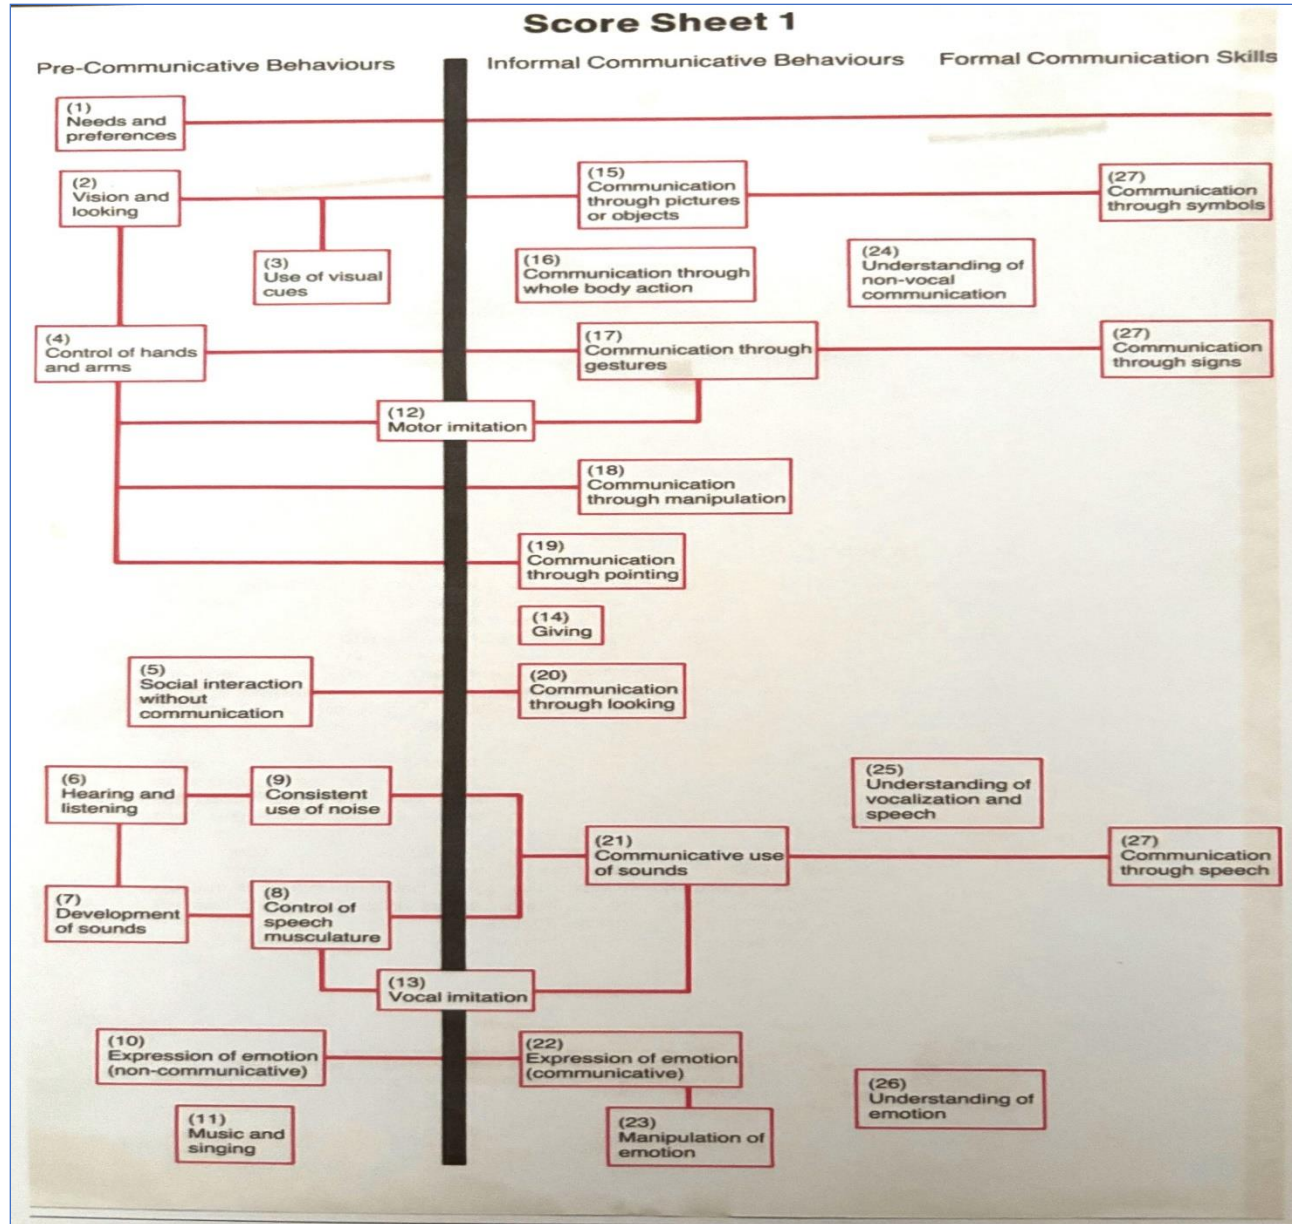 Score Sheet 1
Pre-Communicative Behaviours
Informal Communicative Behaviours
Formal Communication Skills
(1)
Needs and
preferences
(2)
Vision and
looking
(15)
Communication
through pictures
or objects
(27)
Communication
through symbols
(3)
Use of visual
cues
(16)
Communication through
whole body action
(24)
Understanding of
non-vocal
communication
(4)
Control of hands
and arms
(17)
Communication through
gestures
(27)
Communication
through signs
(12)
Motor imitation
(18)
Communication
through manipulation
(19)
Communication
through pointing
(14)
Giving
(5)
Social interaction
without
communication
(20)
Communication
through looking
(6)
Hearing and
listening
(9)
Consistent
use of noise
(25)
Understanding of
vocalization and
speech
(21)
Communicative use
of sounds
(27)
Communication
through speech
(7)
Development
of sounds
(8)
Control of
speech
musculature
(13)
Vocal imitation
(10)
Expression of emotion
(non-communicative)
(22)
Expression of emotion
(communicative)
(26)
Understanding of
emotion
(11)
Music and
singing
(23)
Manipulation of
emotion